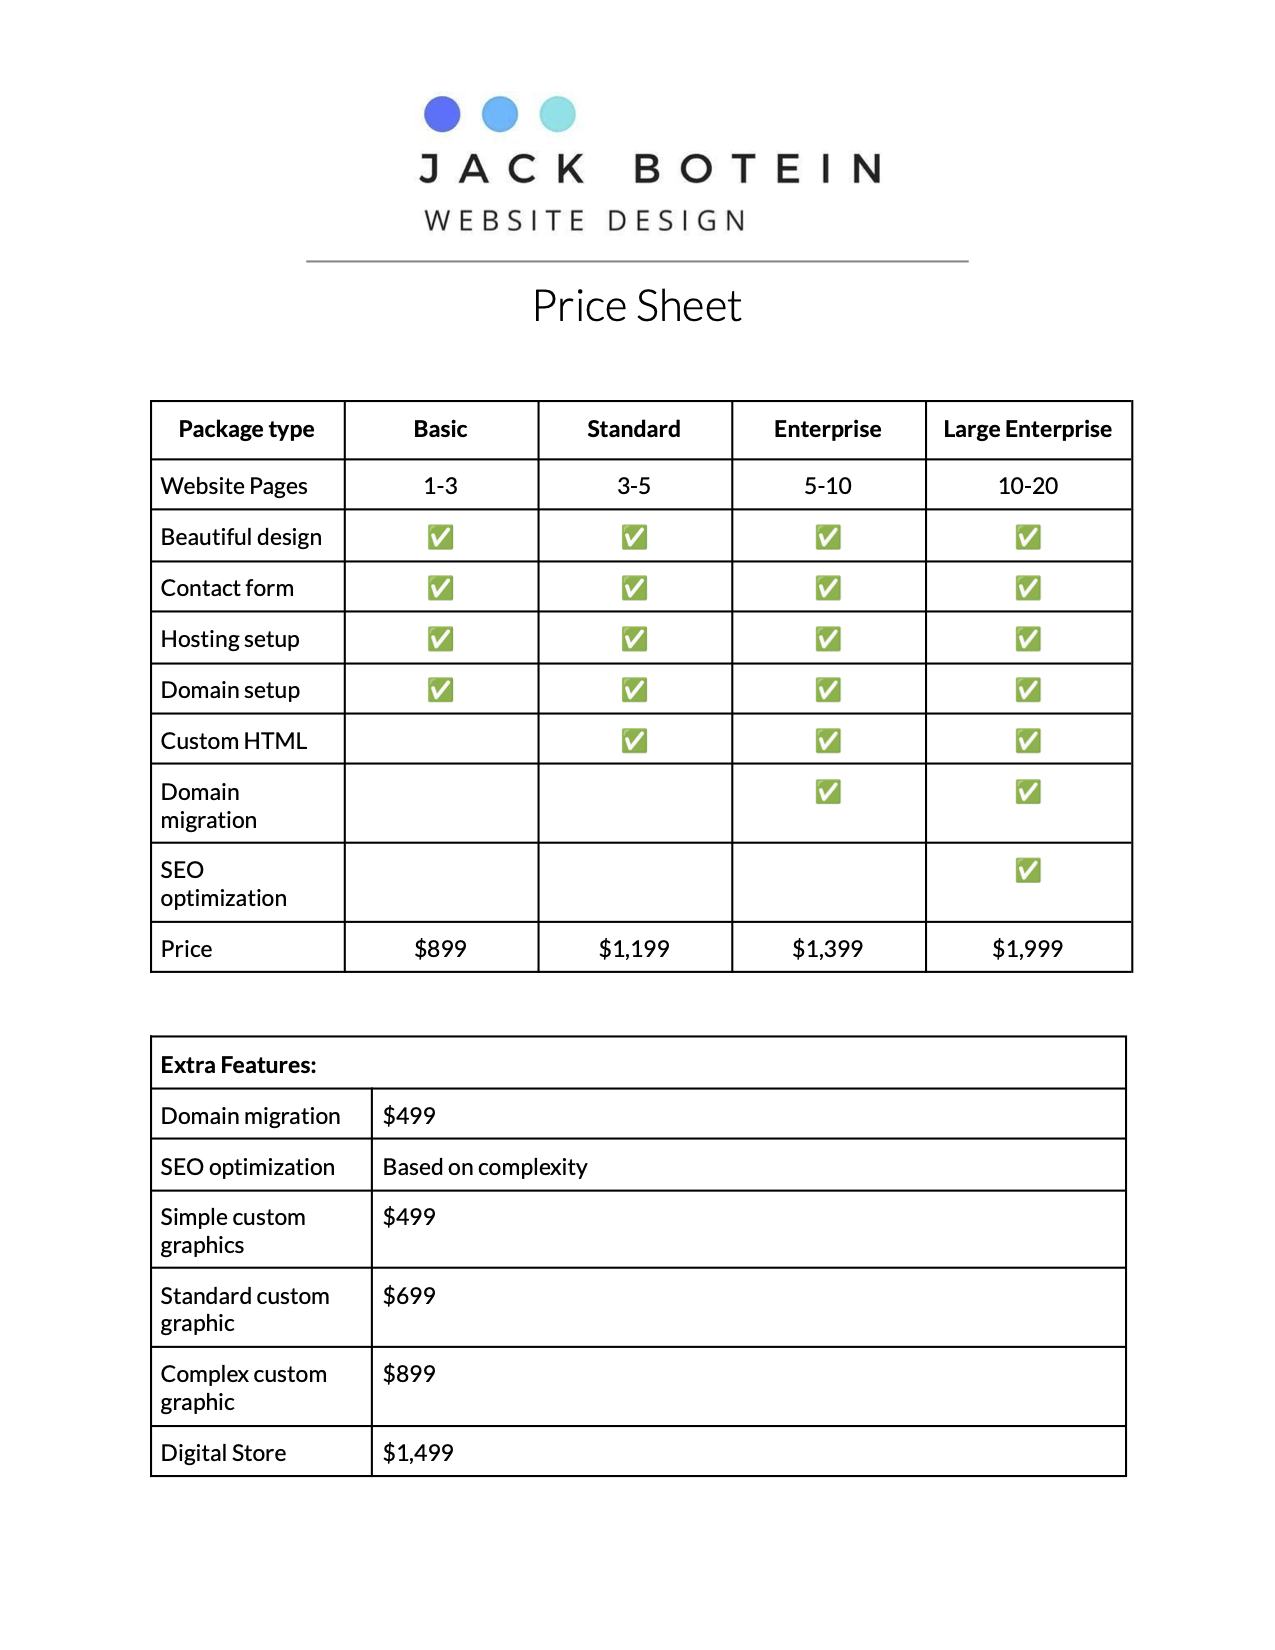 JACK BOTEIN
WEBSITE DESIGN
Price Sheet
Package type Basic Standard Enterprise Large Enterprise
Website Pages 1-3 3-5 5-10 10-20
Beautiful design ✅ ✅ ✅ ✅
Contact form ✅ ✅ ✅ ✅
Hosting setup ✅ ✅ ✅ ✅
Domain setup ✅ ✅ ✅ ✅
Custom HTML ✅ ✅ ✅
Domain ✅ ✅
migration
SEO ✅
optimization
Price $899 $1,199 $1,399 $1,999
Extra Features:
Domain migration $499
SEO optimization Based on complexity
Simple custom $499
graphics
Standard custom $699
graphic
Complex custom $899
graphic
Digital Store $1,499